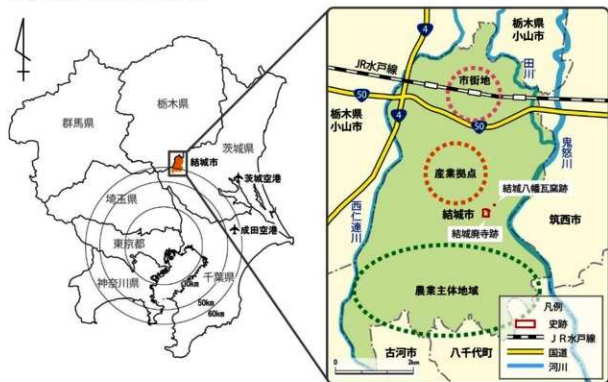 群馬県
栃木県
茨城県
結城市
茨城空港
埼玉県
東京都
成田空港
神奈川県
千葉県
30km
50km
60km
栃木県
小山市
4
JR水戸線
市街地
田川
50
栃木県
小山市
4
50
鬼怒川
産業拠点
結城八幡瓦窯跡
西仁連川
結城市
結城廃寺跡
筑西市
農業主体地域
凡例
史跡
JR水戸線
国道
河川
古河市
八千代町
0
3km